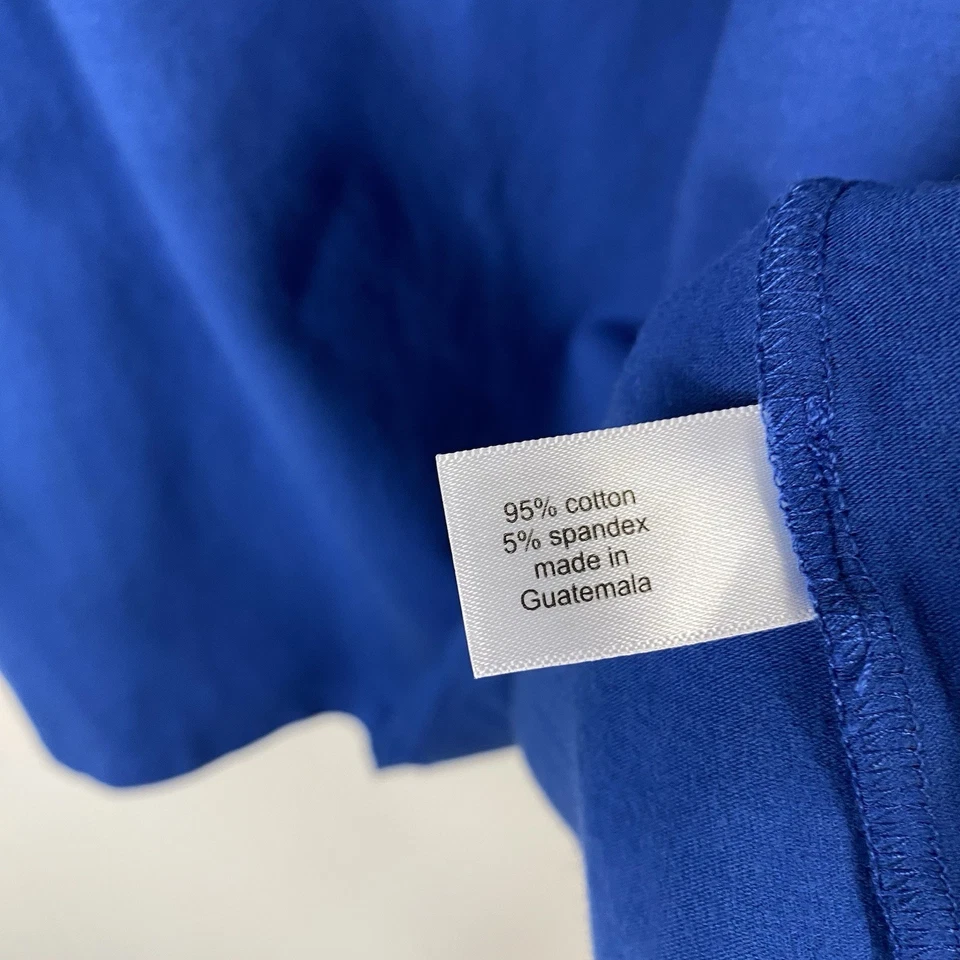 95% cotton
5% spandex
made in
Guatemala